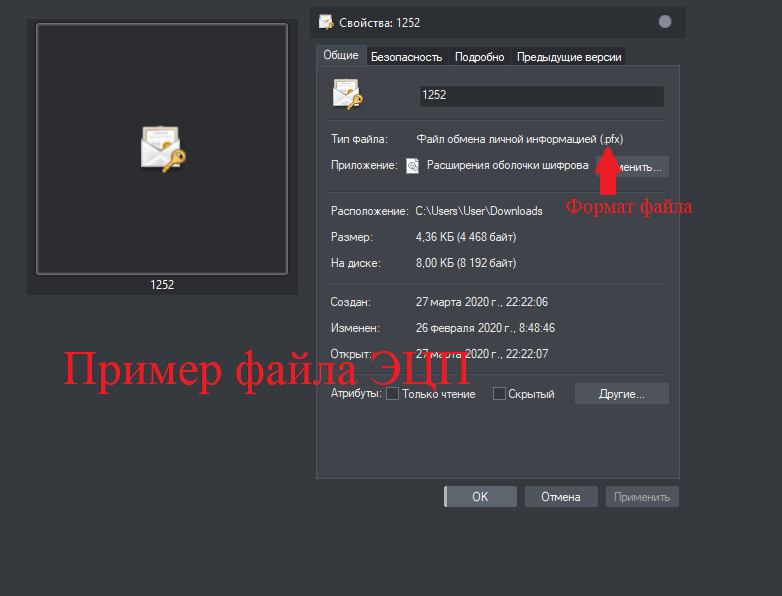 Свойства: 1252
Общие Безопасность Подробно Предыдущие версии
1252
Тип файла: Файл обмена личной информацией (.pfx)
Приложение: Расширения оболочки шифрова енить...
Формат файла
Расположение: C:\Users\User\Downloads
Размер: 4,36 КБ (4 468 байт)
На диске: 8,00 КБ (8 192 байт)
1252
Создан: 27 марта 2020 г., 22:22:06
Изменен: 26 февраля 2020 г., 8:48:46
Открыт: 27 марта 2020 г., 22:22:07
Пример файла ЭЦП
Атрибуты: Только чтение Скрытый Другие...
OK Отмена Применить